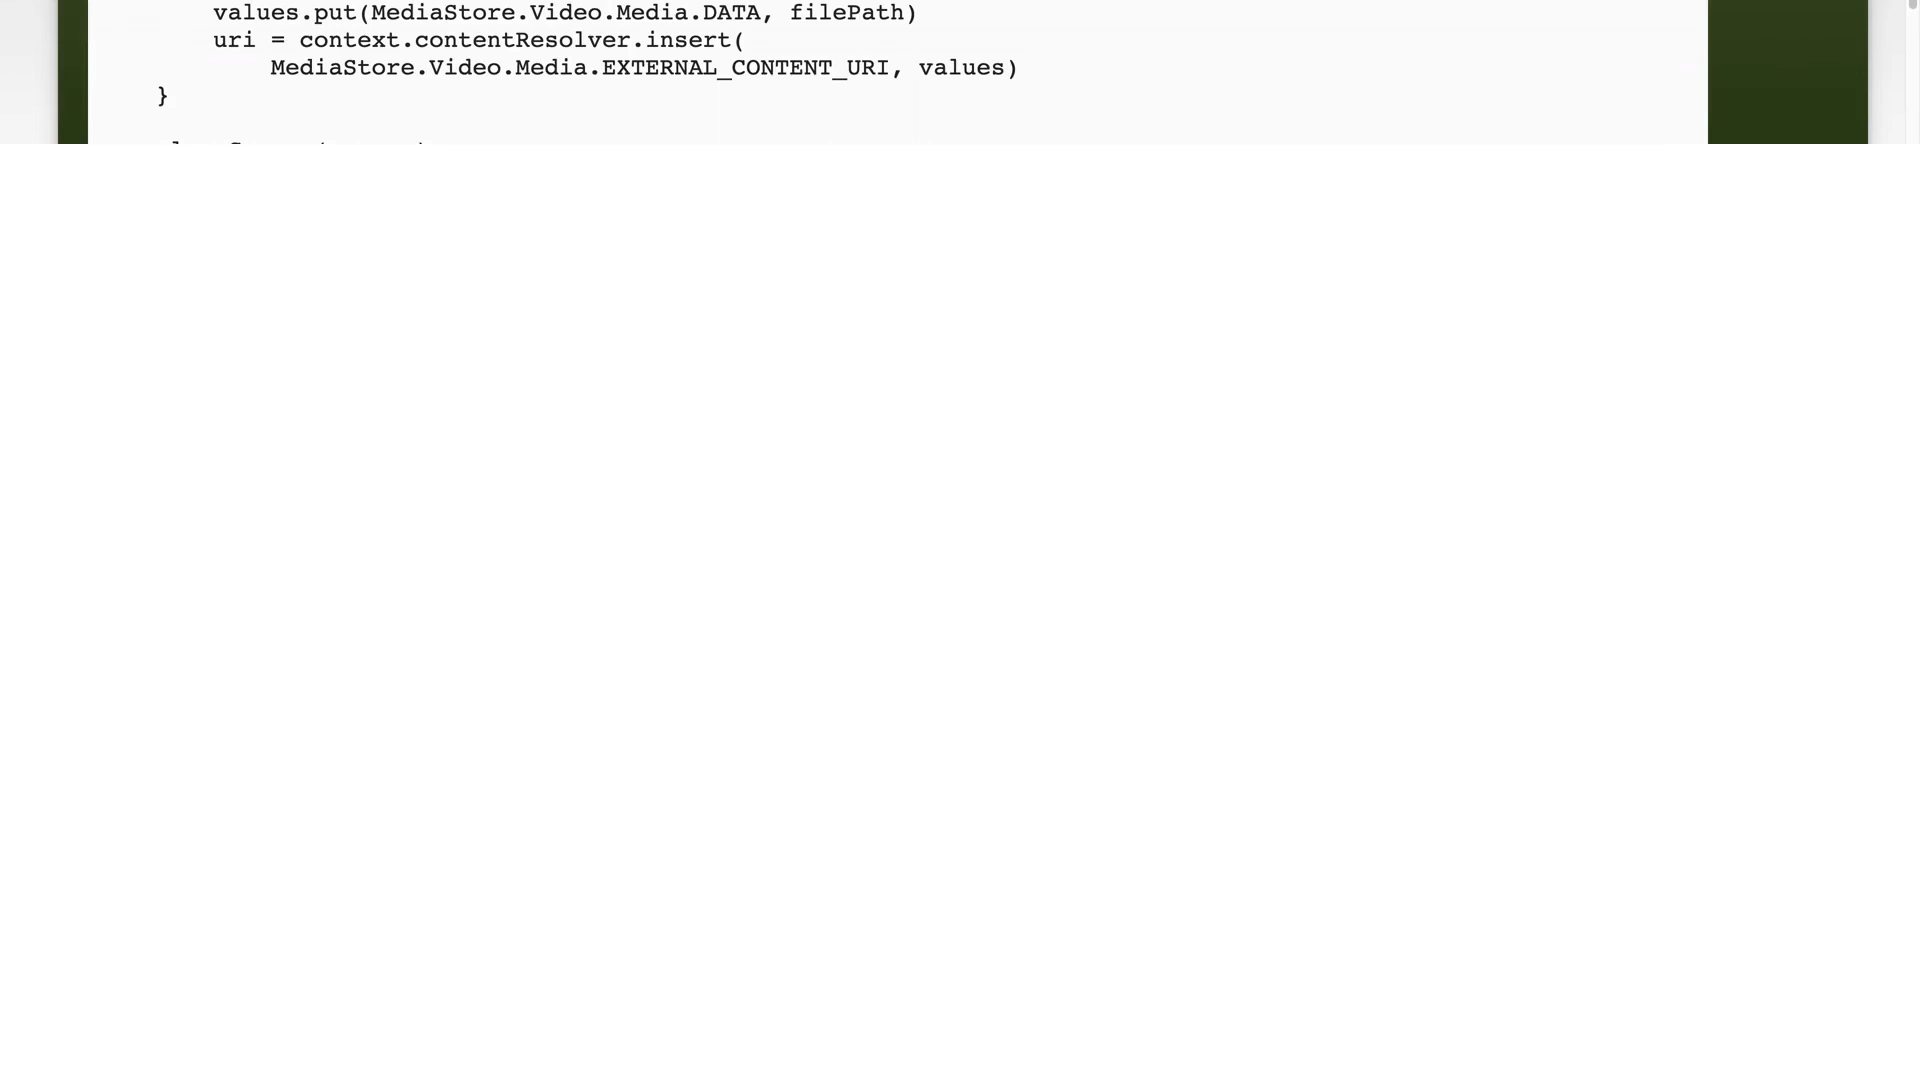 values.put(MediaStore.Video.Media.DATA, filePath)
uri = context.contentResolver.insert(
MediaStore.Video.Media.EXTERNAL_CONTENT_URI, values)
}